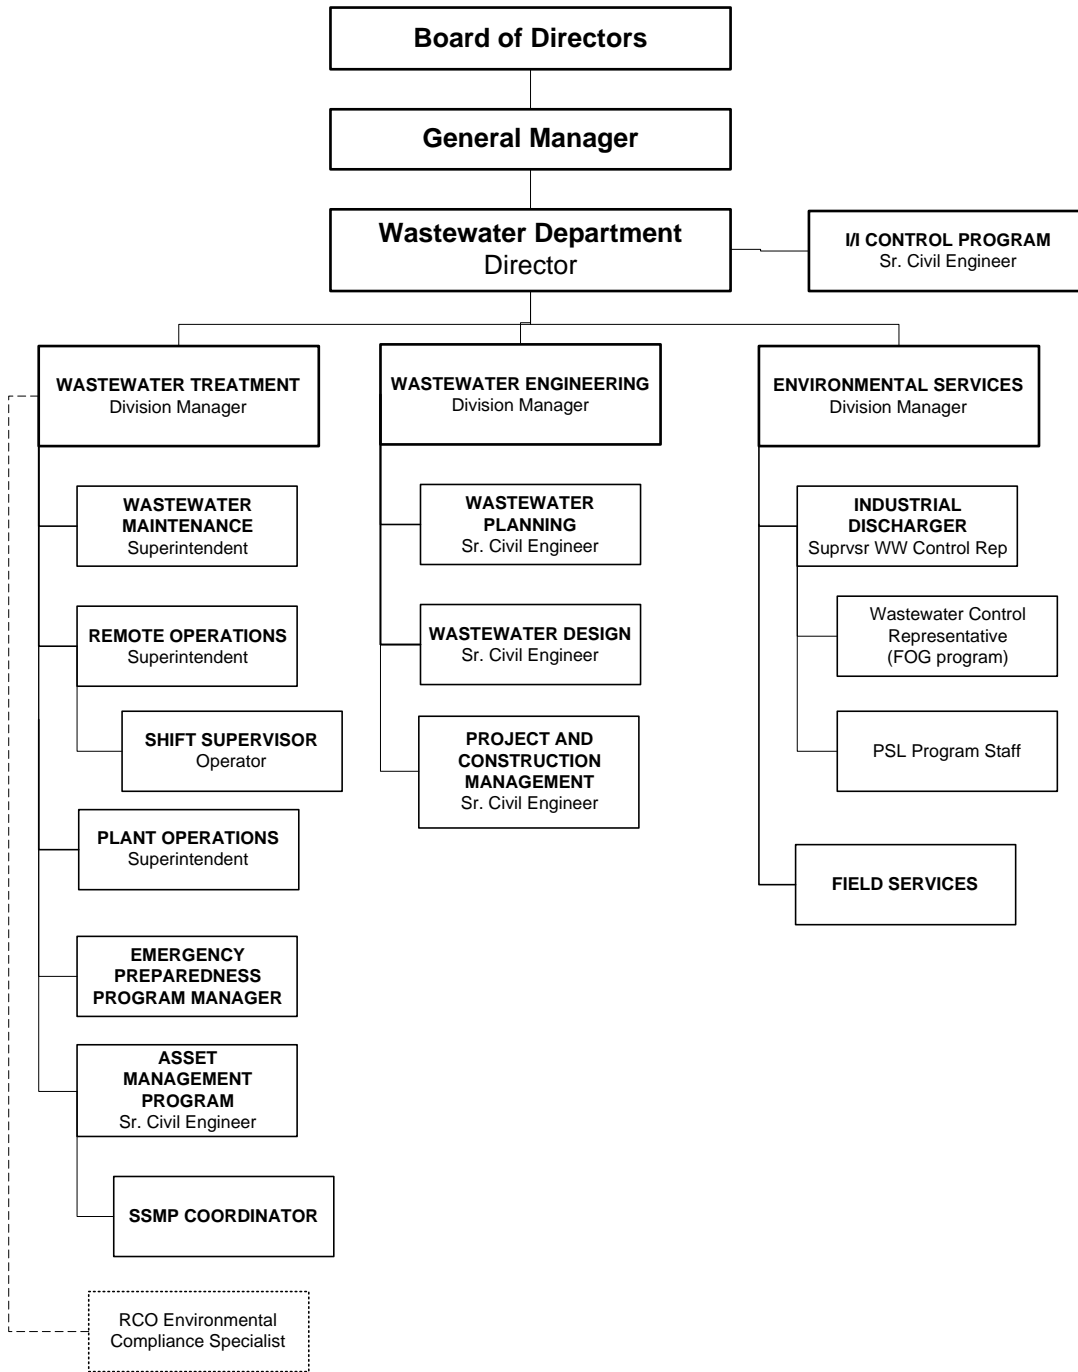 Board of Directors
General Manager
Wastewater Department
Director
I/I CONTROL PROGRAM
Sr. Civil Engineer
WASTEWATER TREATMENT
Division Manager
WASTEWATER
MAINTENANCE
Superintendent
REMOTE OPERATIONS
Superintendent
SHIFT SUPERVISOR
Operator
PLANT OPERATIONS
Superintendent
EMERGENCY
PREPAREDNESS
PROGRAM MANAGER
ASSET
MANAGEMENT
PROGRAM
Sr. Civil Engineer
SSMP COORDINATOR
RCO Environmental
Compliance Specialist
WASTEWATER ENGINEERING
Division Manager
WASTEWATER
PLANNING
Sr. Civil Engineer
WASTEWATER DESIGN
Sr. Civil Engineer
PROJECT AND
CONSTRUCTION
MANAGEMENT
Sr. Civil Engineer
ENVIRONMENTAL SERVICES
Division Manager
INDUSTRIAL
DISCHARGER
Suprvsr WW Control Rep
Wastewater Control
Representative
(FOG program)
PSL Program Staff
FIELD SERVICES